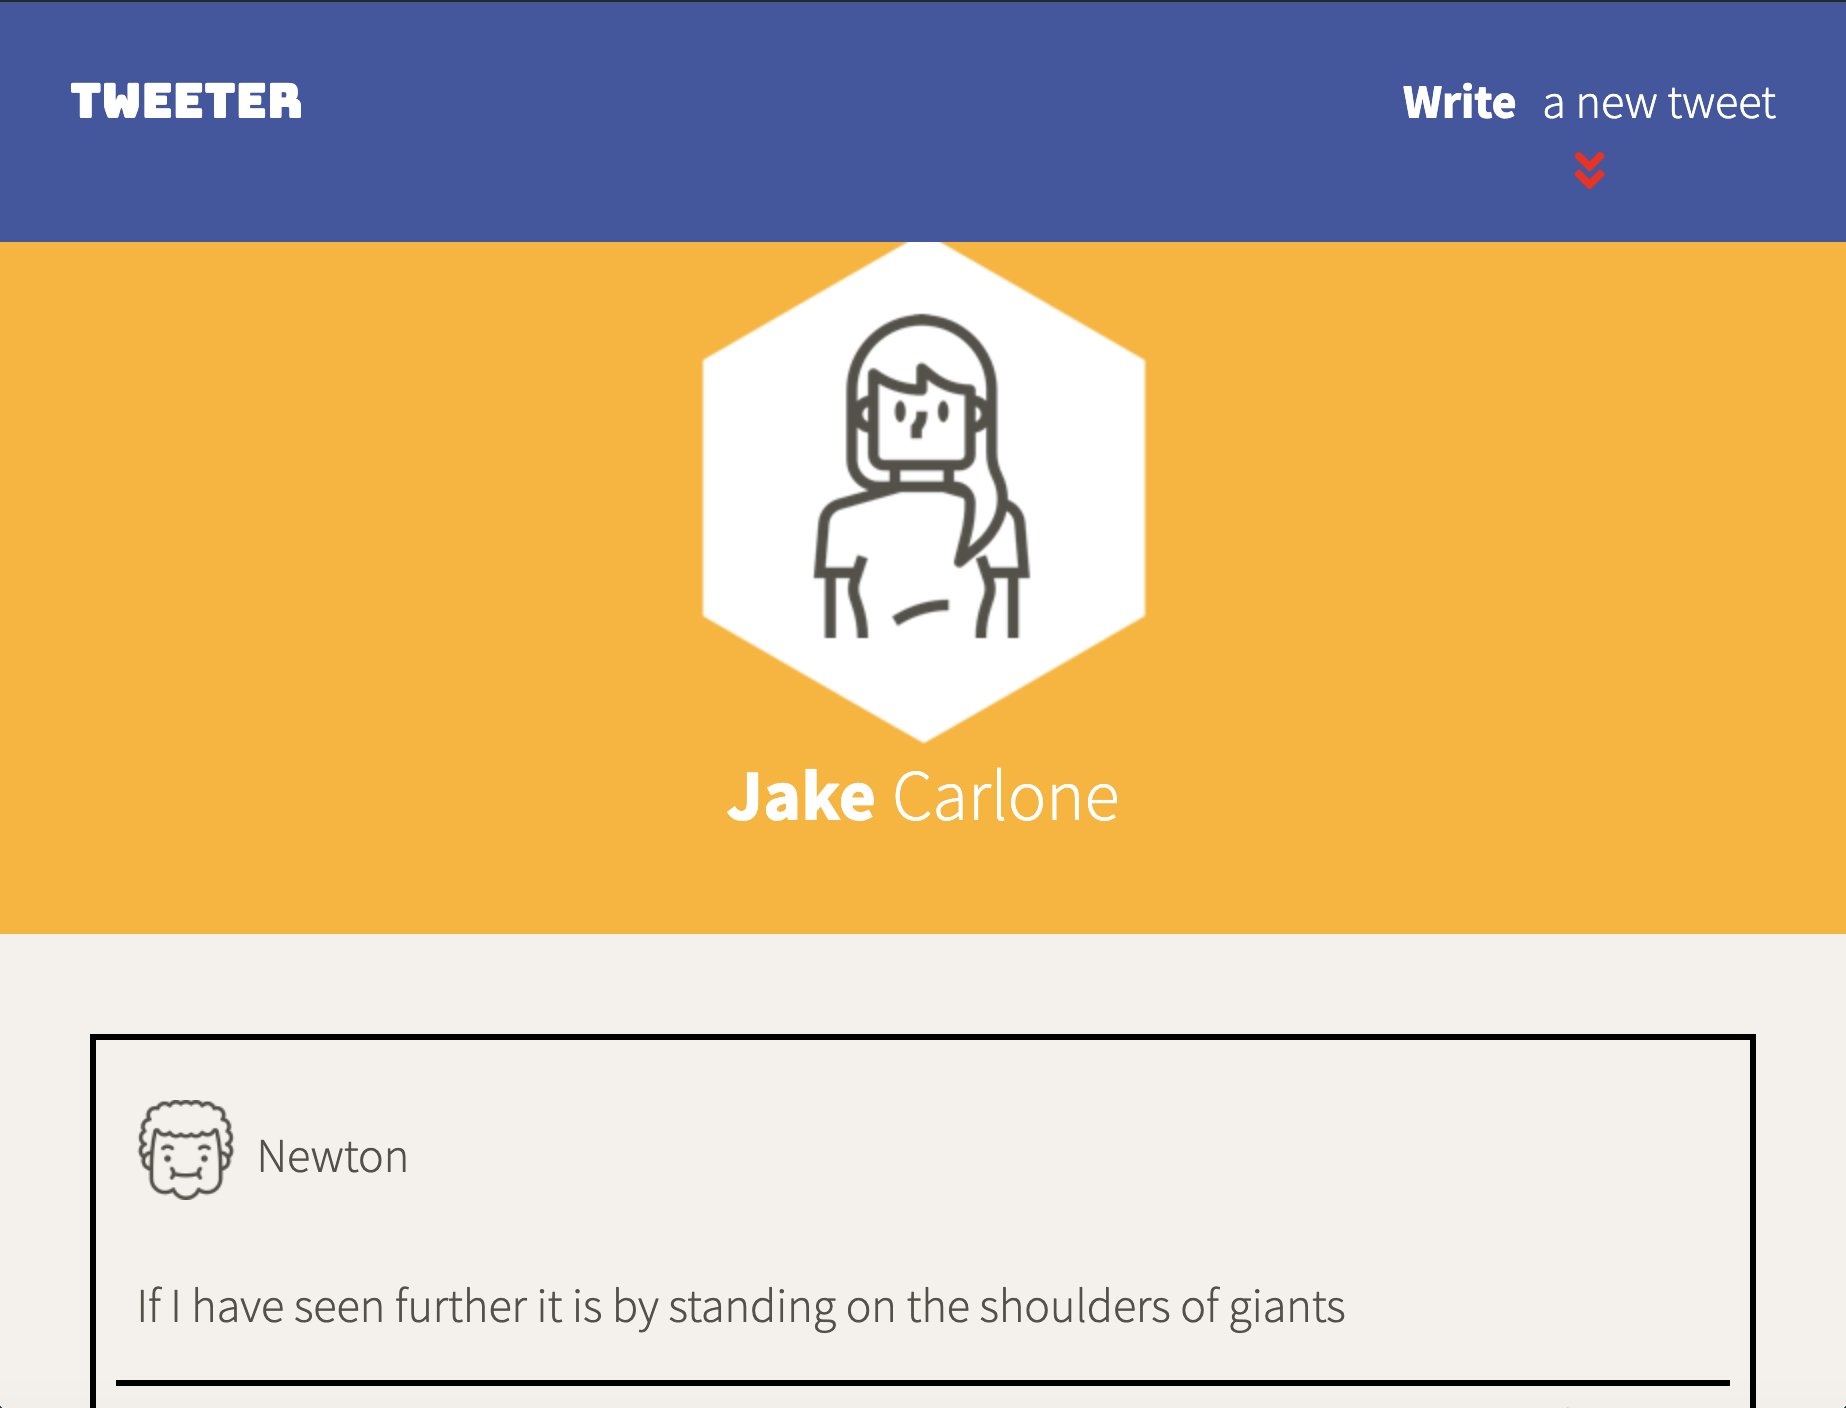 TWEETER
Write a new tweet
Jake Carlone
Newton
If I have seen further it is by standing on the shoulders of giants